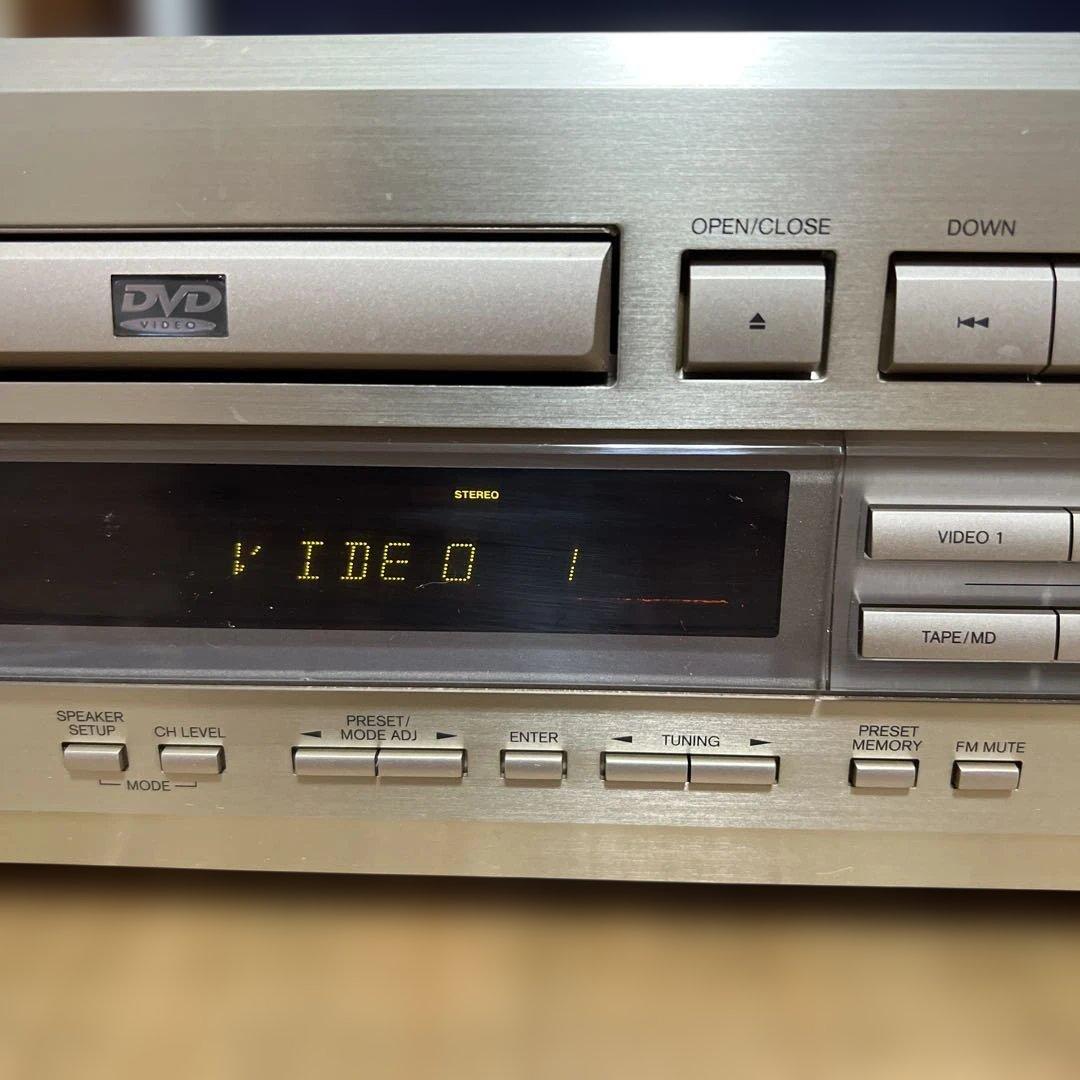 OPEN/CLOSE
DOWN
DVD
VIDEO
STEREO
VIDEO 1
VIDEO 1
TAPE/MD
SPEAKER
SETUP
CH LEVEL
MODE
PRESET/
MODE ADJ
ENTER
TUNING
PRESET
MEMORY
FM MUTE